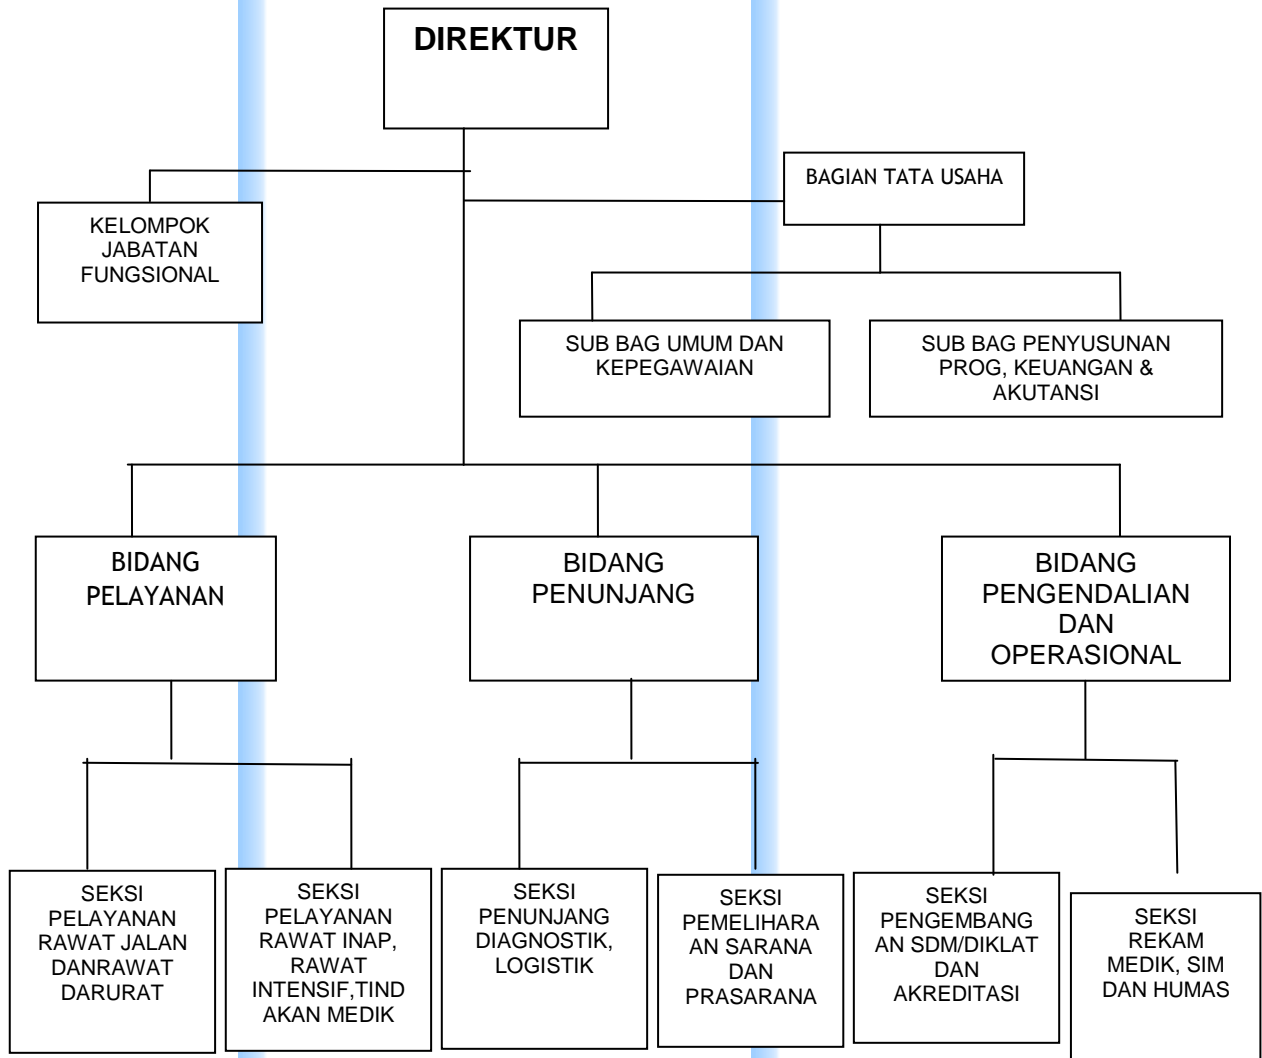 DIREKTUR
BAGIAN TATA USAHA
KELOMPOK
JABATAN
FUNGSIONAL
SUB BAG UMUM DAN
KEPEGAWAIAN
SUB BAG PENYUSUNAN
PROG, KEUANGAN &
AKUTANSI
BIDANG
PELAYANAN
BIDANG
PENUNJANG
BIDANG
PENGENDALIAN
DAN
OPERASIONAL
SEKSI
PELAYANAN
RAWAT JALAN
DANRAWAT
DARURAT
SEKSI
PELAYANAN
RAWAT INAP,
RAWAT
INTENSIF,TIND
AKAN MEDIK
SEKSI
PENUNJANG
DIAGNOSTIK,
LOGISTIK
SEKSI
PEMELIHARA
AN SARANA
DAN
PRASARANA
SEKSI
PENGEMBANG
AN SDM/DIKLAT
DAN
AKREDITASI
SEKSI
REKAM
MEDIK, SIM
DAN HUMAS